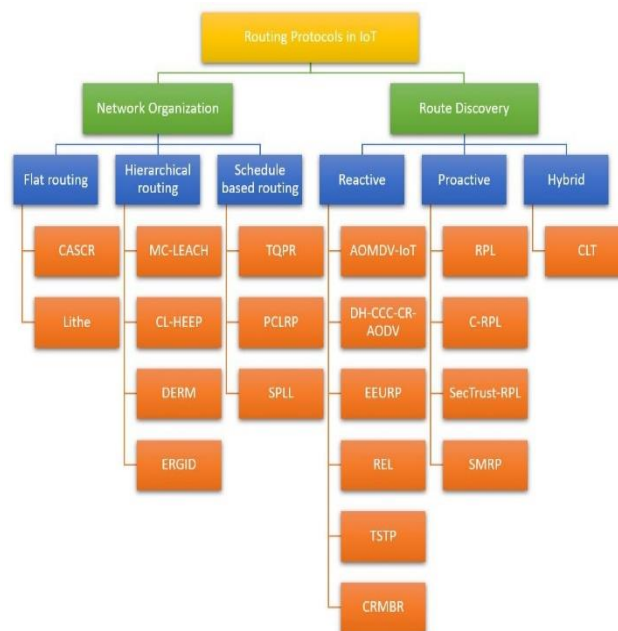 Routing Protocols in IoT
Network Organization
Route Discovery
Flat routing
Hierarchical
routing
Schedule
based routing
Reactive
Proactive
Hybrid
CASCR
MC-LEACH
TQPR
AOMDV-IoT
RPL
CLT
Lithe
CL-HEEP
PCLRP
DH-CCC-CR-
AODV
C-RPL
DERM
SPLL
EEURP
SecTrust-RPL
ERGID
REL
SMRP
TSTP
CRMBR